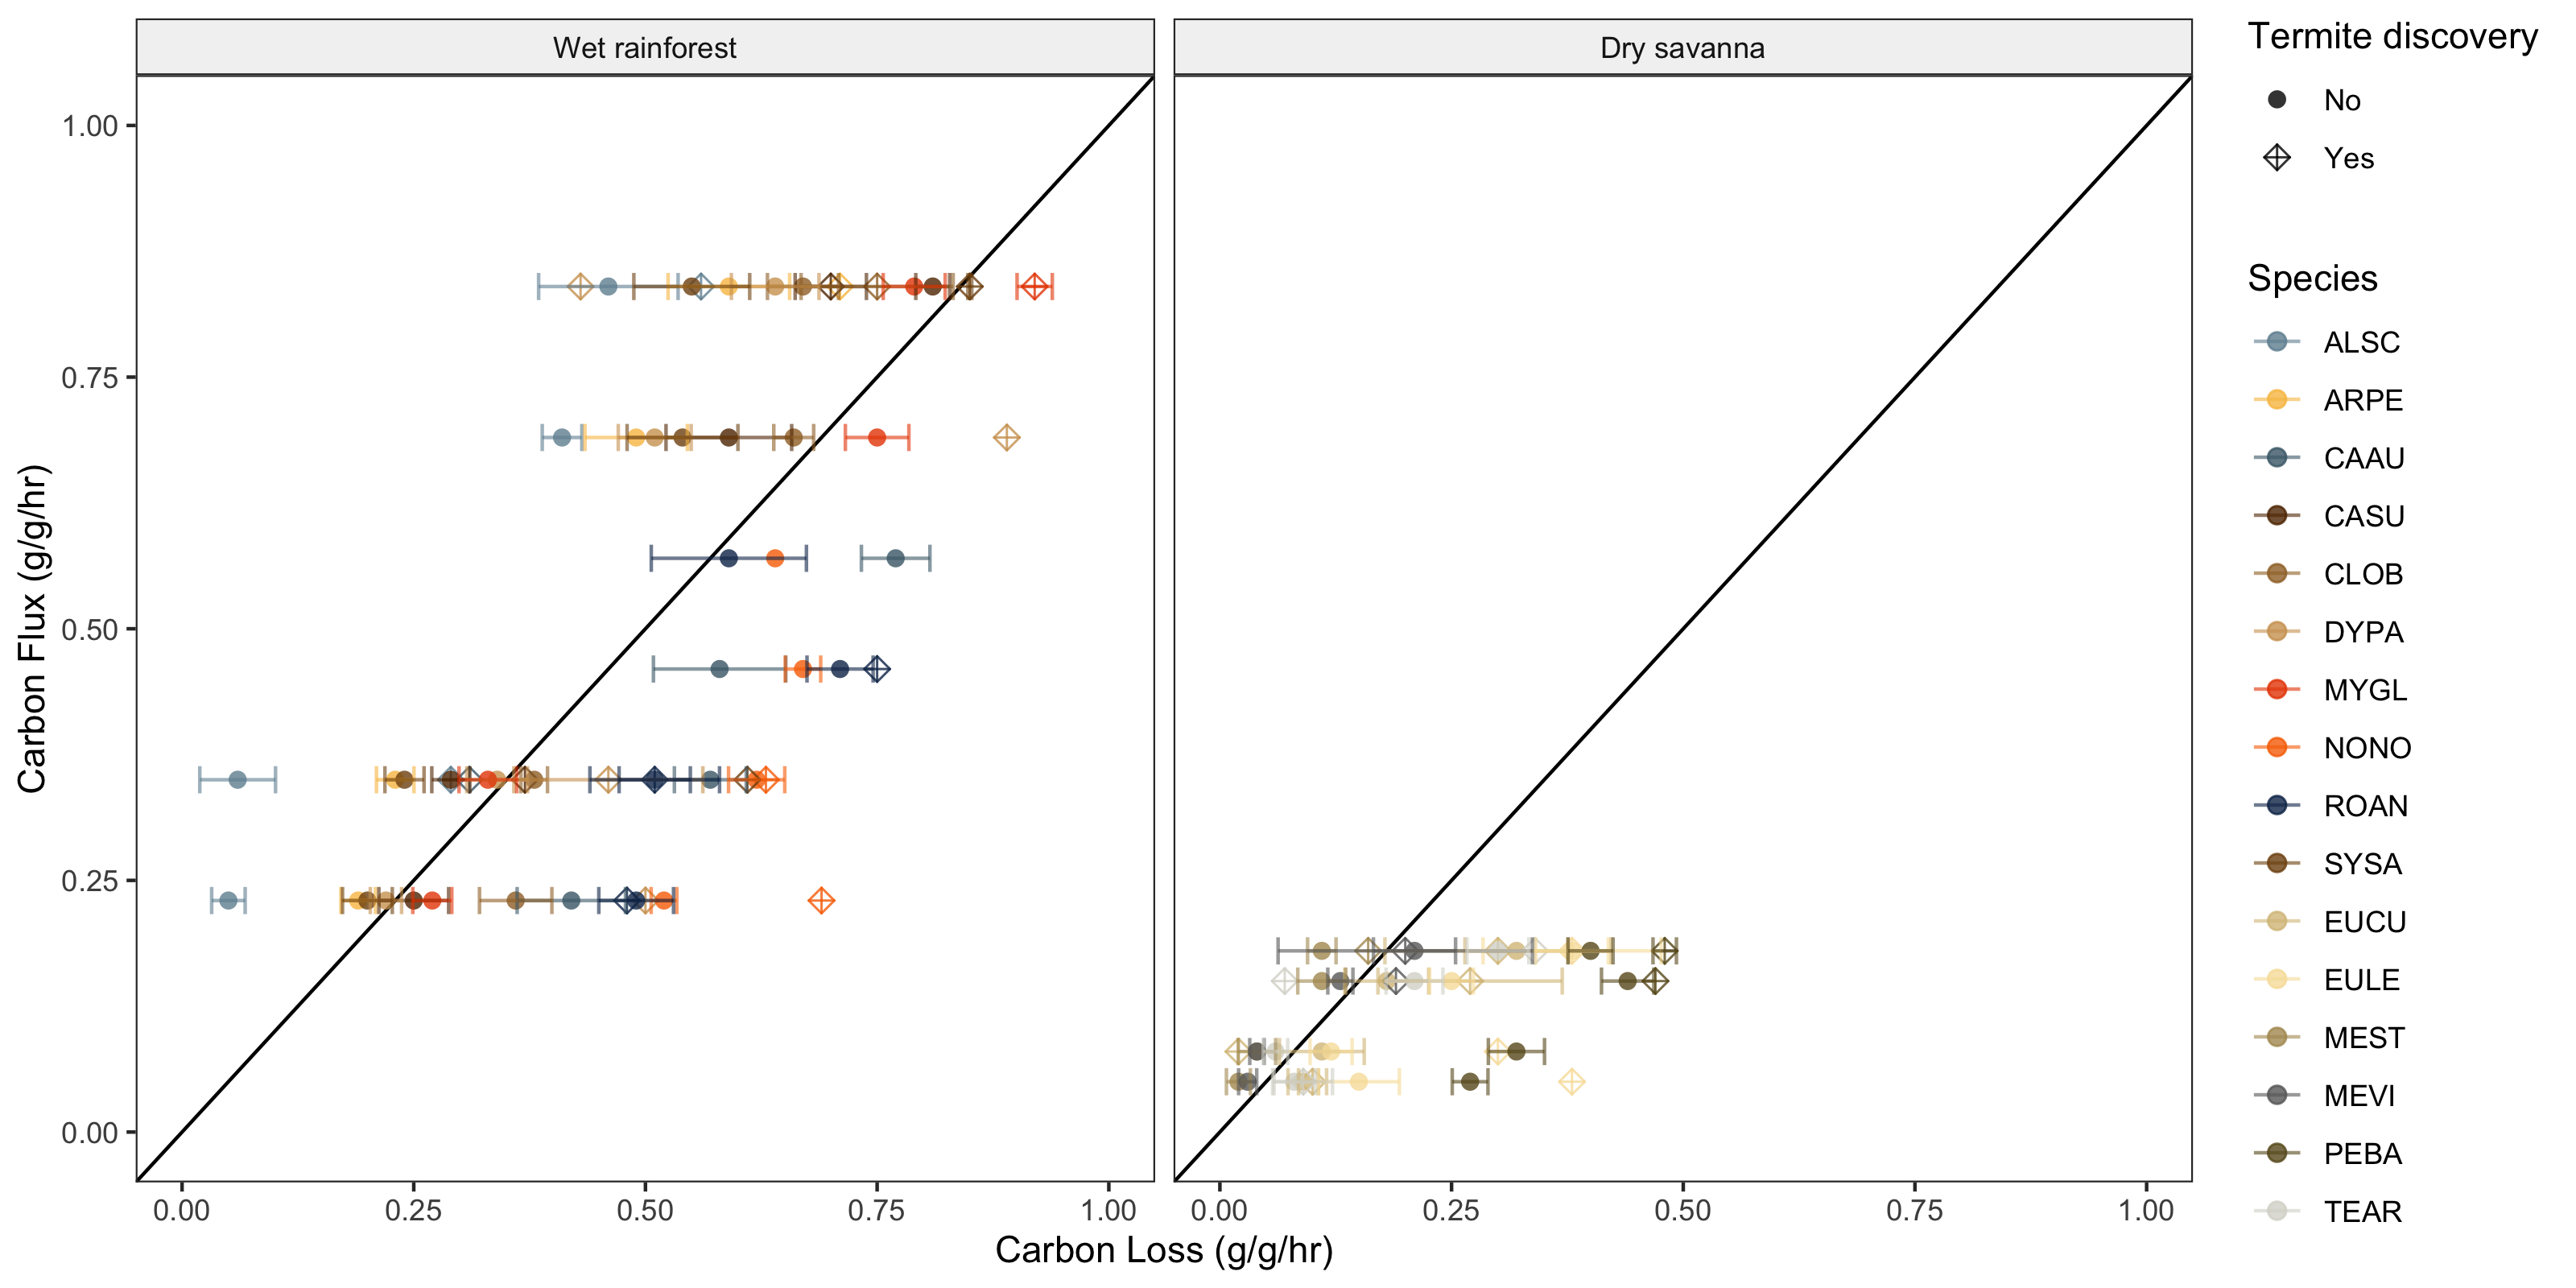 Wet rainforest
Dry savanna
Carbon Flux (g/g/hr)
1.00
0.75
0.50
0.25
0.00
0.00 0.25 0.50 0.75 1.00
0.00 0.25 0.50 0.75 1.00
Carbon Loss (g/g/hr)
Termite discovery
No
Yes
Species
ALSC
ARPE
CAAU
CASU
CLOB
DYPA
MYGL
NONO
ROAN
SYSA
EUCU
EULE
MEST
MEVI
PEBA
TEAR